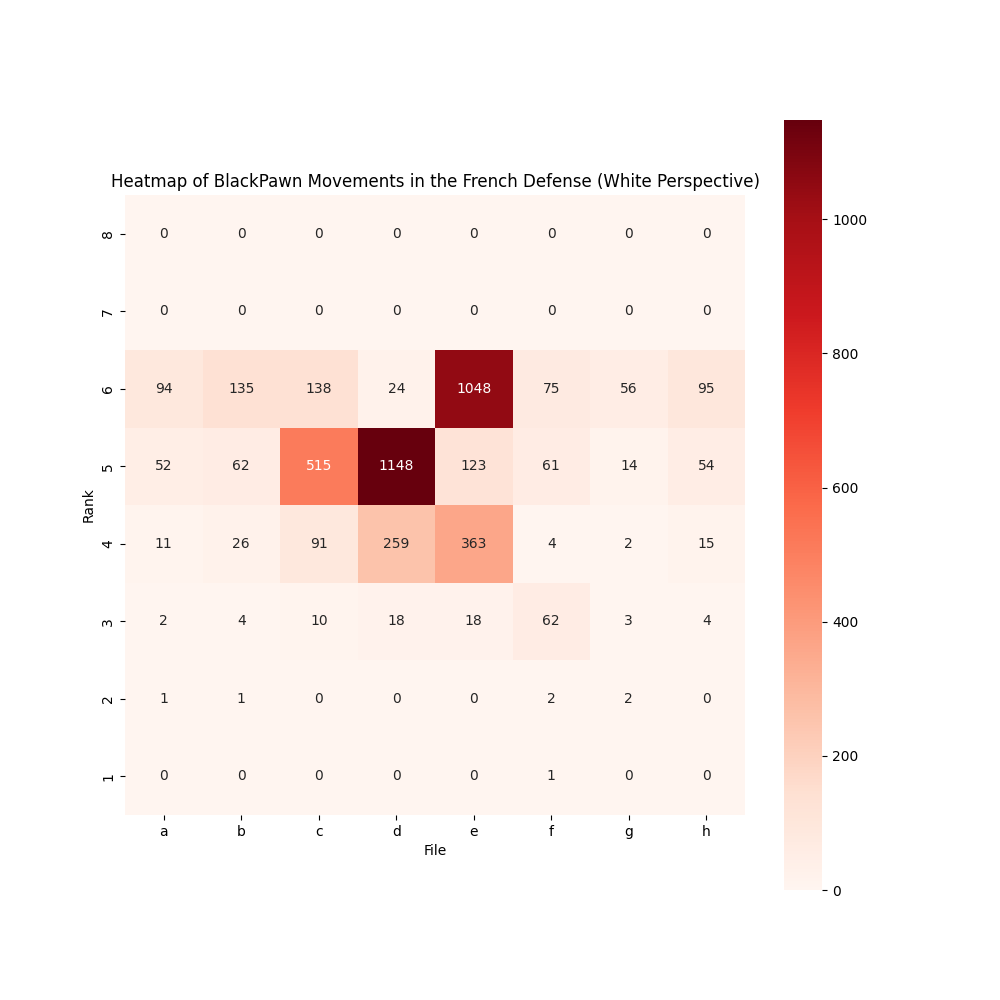 Heatmap of BlackPawn Movements in the French Defense (White Perspective)
8 0 0 0 0 0 0 0 0
7 0 0 0 0 0 0 0 0
6 94 135 138 24 1048 75 56 95
5 52 62 515 1148 123 61 14 54
4 11 26 91 259 363 4 2 15
3 2 4 10 18 18 62 3 4
2 1 1 0 0 0 2 2 0
1 0 0 0 0 0 1 0 0
a b c d e f g h
File
Rank
1000
800
600
400
200
0